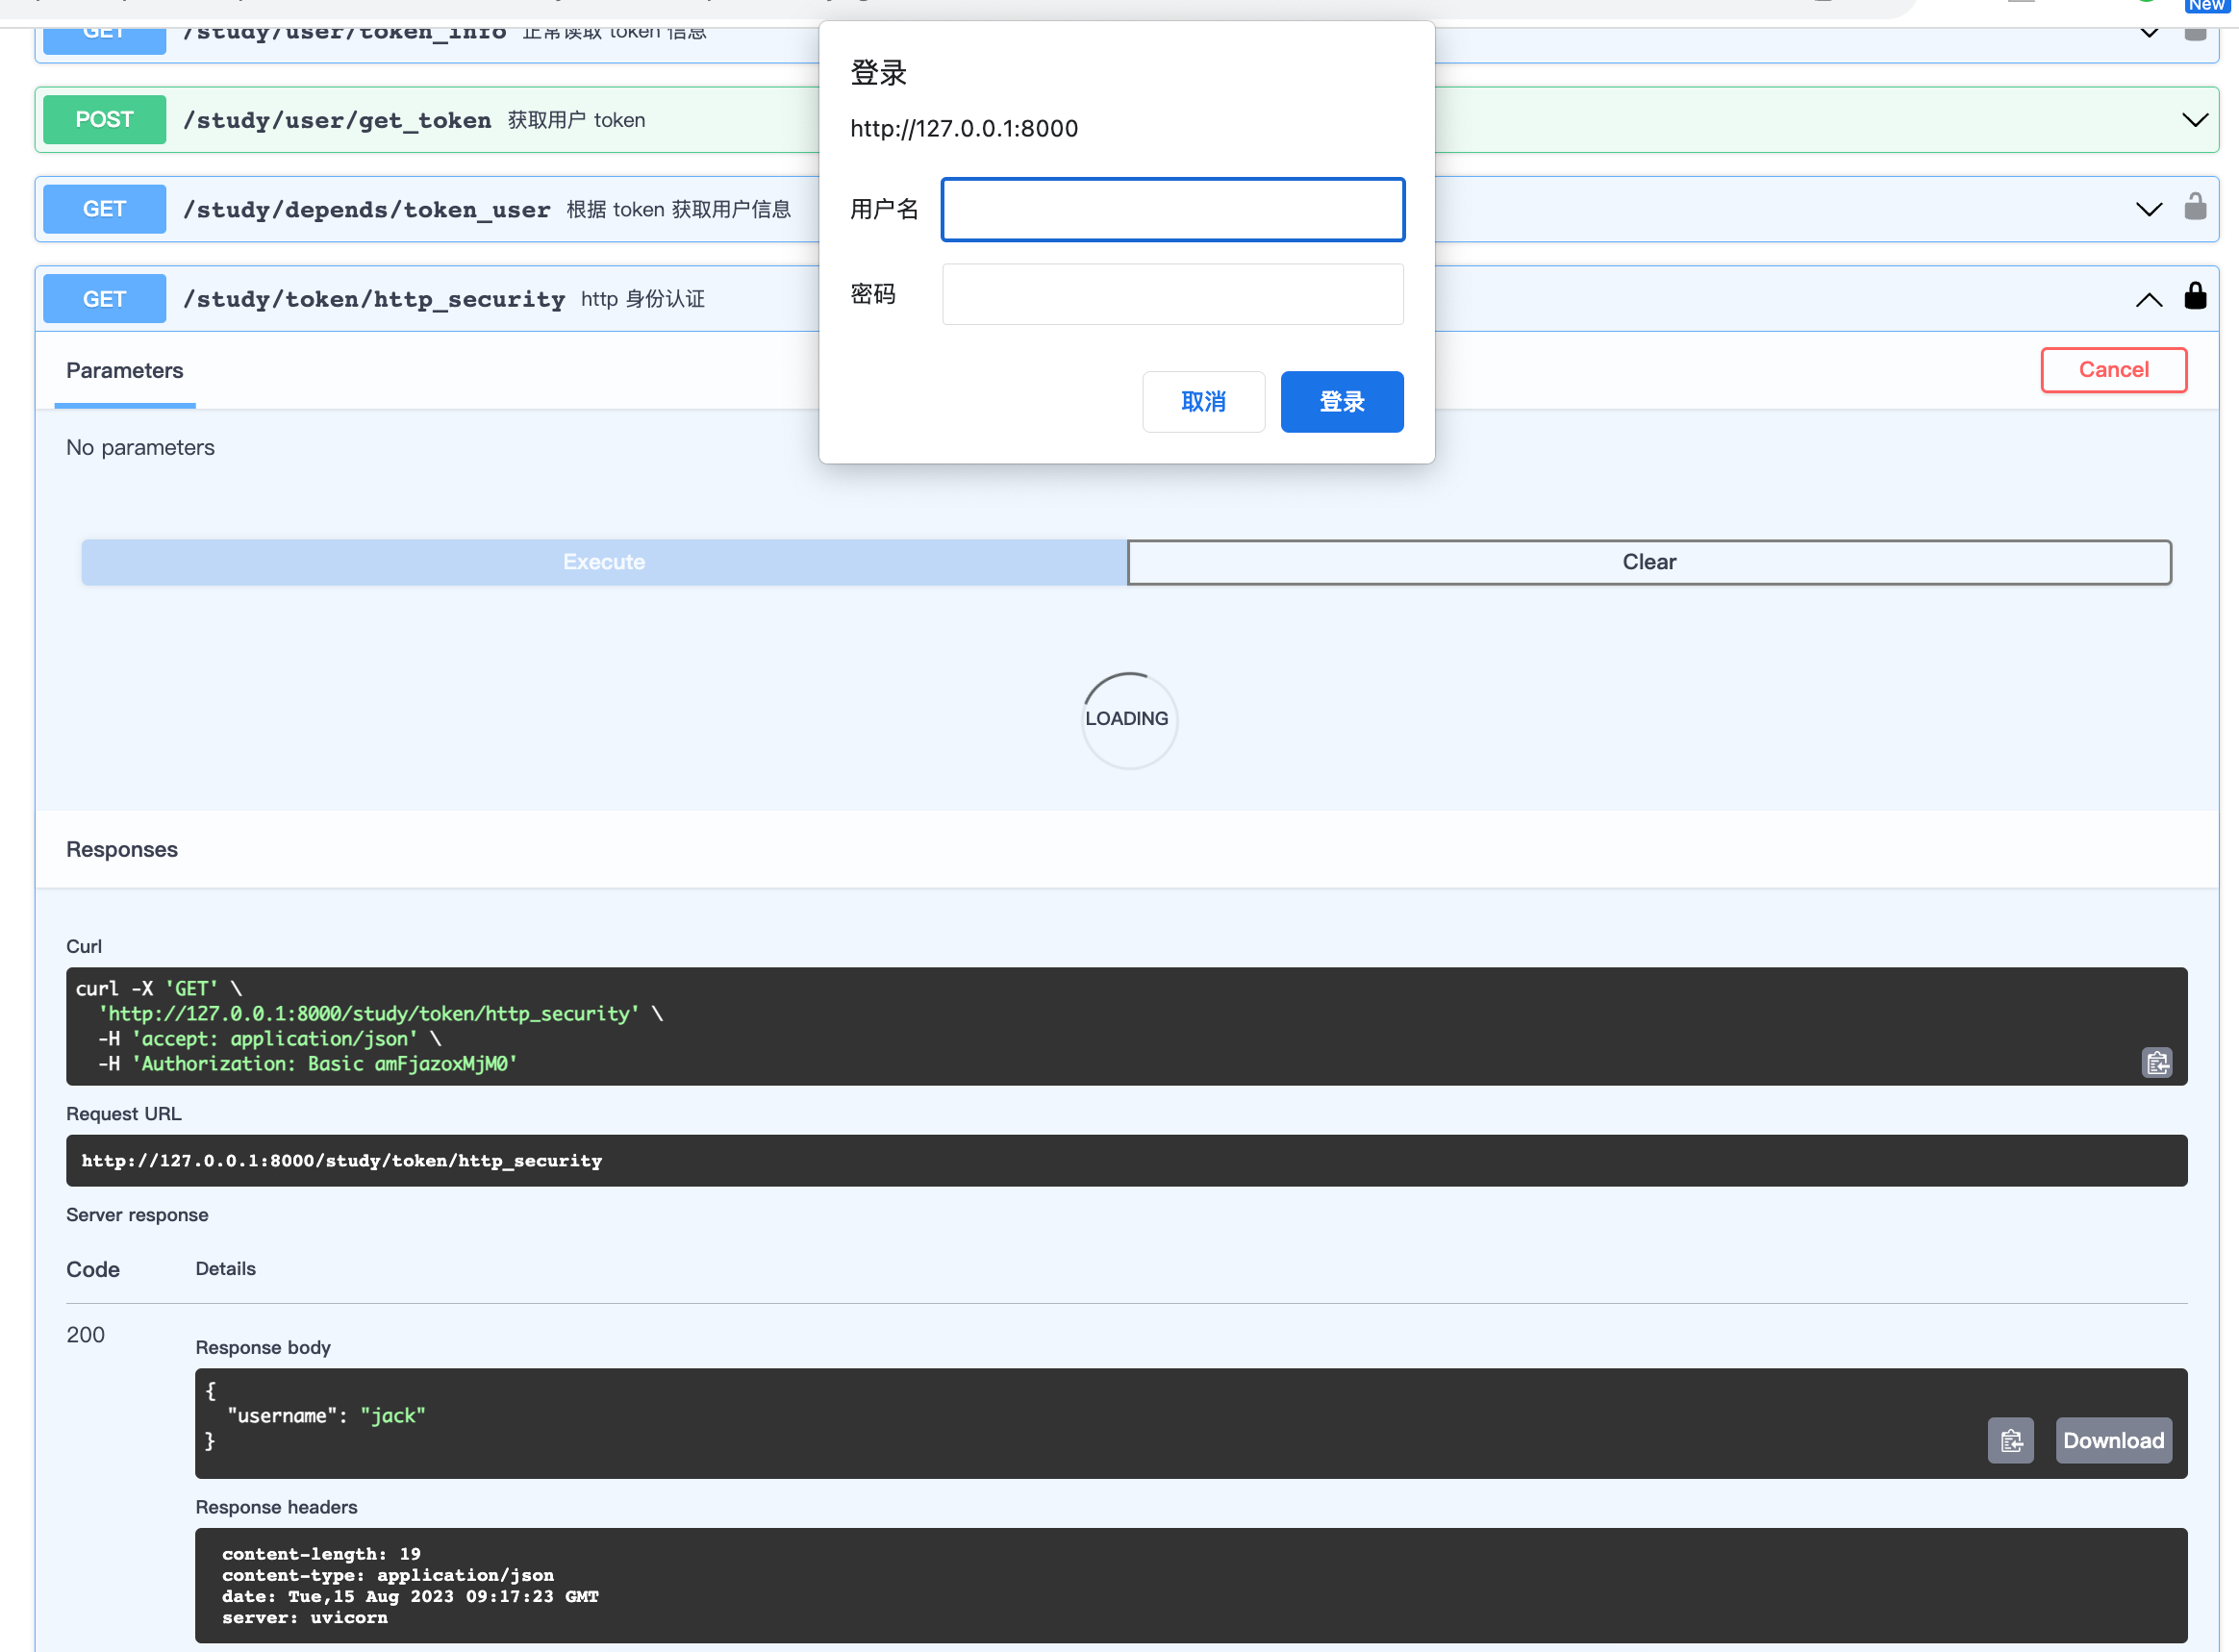 New
GET /study/user/token_info 正常读取 token 信息
POST /study/user/get_token 获取用户 token
GET /study/depends/token_user 根据 token 获取用户信息
GET /study/token/http_security http 身份认证
登录
http://127.0.0.1:8000
用户名
密码
取消 登录
Parameters
Cancel
No parameters
Execute
Clear
LOADING
Responses
Curl
curl -X 'GET' \
'http://127.0.0.1:8000/study/token/http_security' \
-H 'accept: application/json' \
-H 'Authorization: Basic amFjazoxMjM0'
Request URL
http://127.0.0.1:8000/study/token/http_security
Server response
Code Details
200
Response body
{
"username": "jack"
}
Download
Response headers
content-length: 19
content-type: application/json
date: Tue,15 Aug 2023 09:17:23 GMT
server: uvicorn